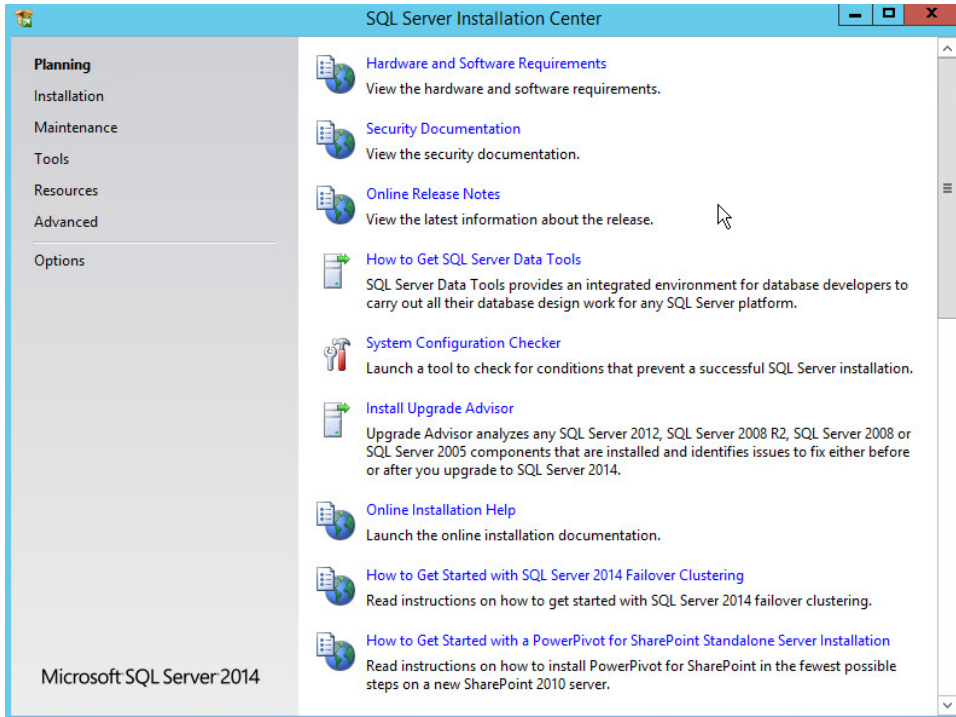 SQL Server Installation Center
Planning
Installation
Maintenance
Tools
Resources
Advanced
Options
Microsoft SQL Server 2014
Hardware and Software Requirements
View the hardware and software requirements.
Security Documentation
View the security documentation.
Online Release Notes
View the latest information about the release.
How to Get SQL Server Data Tools
SQL Server Data Tools provides an integrated environment for database developers to
carry out all their database design work for any SQL Server platform.
System Configuration Checker
Launch a tool to check for conditions that prevent a successful SQL Server installation.
Install Upgrade Advisor
Upgrade Advisor analyzes any SQL Server 2012, SQL Server 2008 R2, SQL Server 2008 or
SQL Server 2005 components that are installed and identifies issues to fix either before
or after you upgrade to SQL Server 2014.
Online Installation Help
Launch the online installation documentation.
How to Get Started with SQL Server 2014 Failover Clustering
Read instructions on how to get started with SQL Server 2014 failover clustering.
How to Get Started with a PowerPivot for SharePoint Standalone Server Installation
Read instructions on how to install PowerPivot for SharePoint in the fewest possible
steps on a new SharePoint 2010 server.